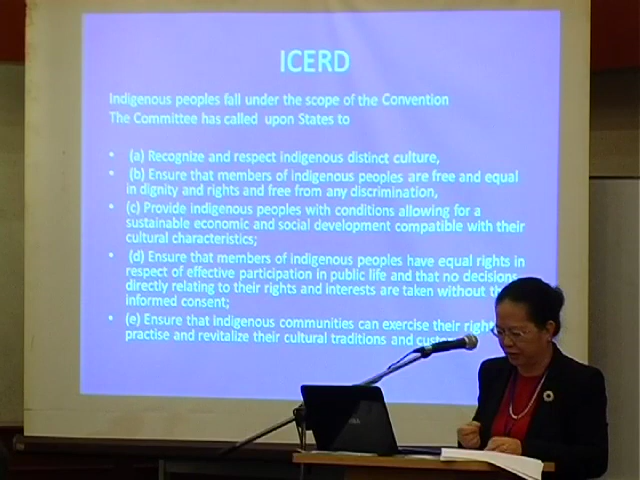 ICERD
Indigenous peoples fall under the scope of the Convention
The Committee has called upon States to
• (a) Recognize and respect indigenous distinct culture,
• (b) Ensure that members of indigenous peoples are free and equal
in dignity and rights and free from any discrimination,
• (c) Provide indigenous peoples with conditions allowing for a
sustainable economic and social development compatible with their
cultural characteristics;
• (d) Ensure that members of indigenous peoples have equal rights in
respect of effective participation in public life and that no decisions
directly relating to their rights and interests are taken without
informed consent;
• (e) Ensure that indigenous communities can exercise their
practise and revitalize their cultural traditions and